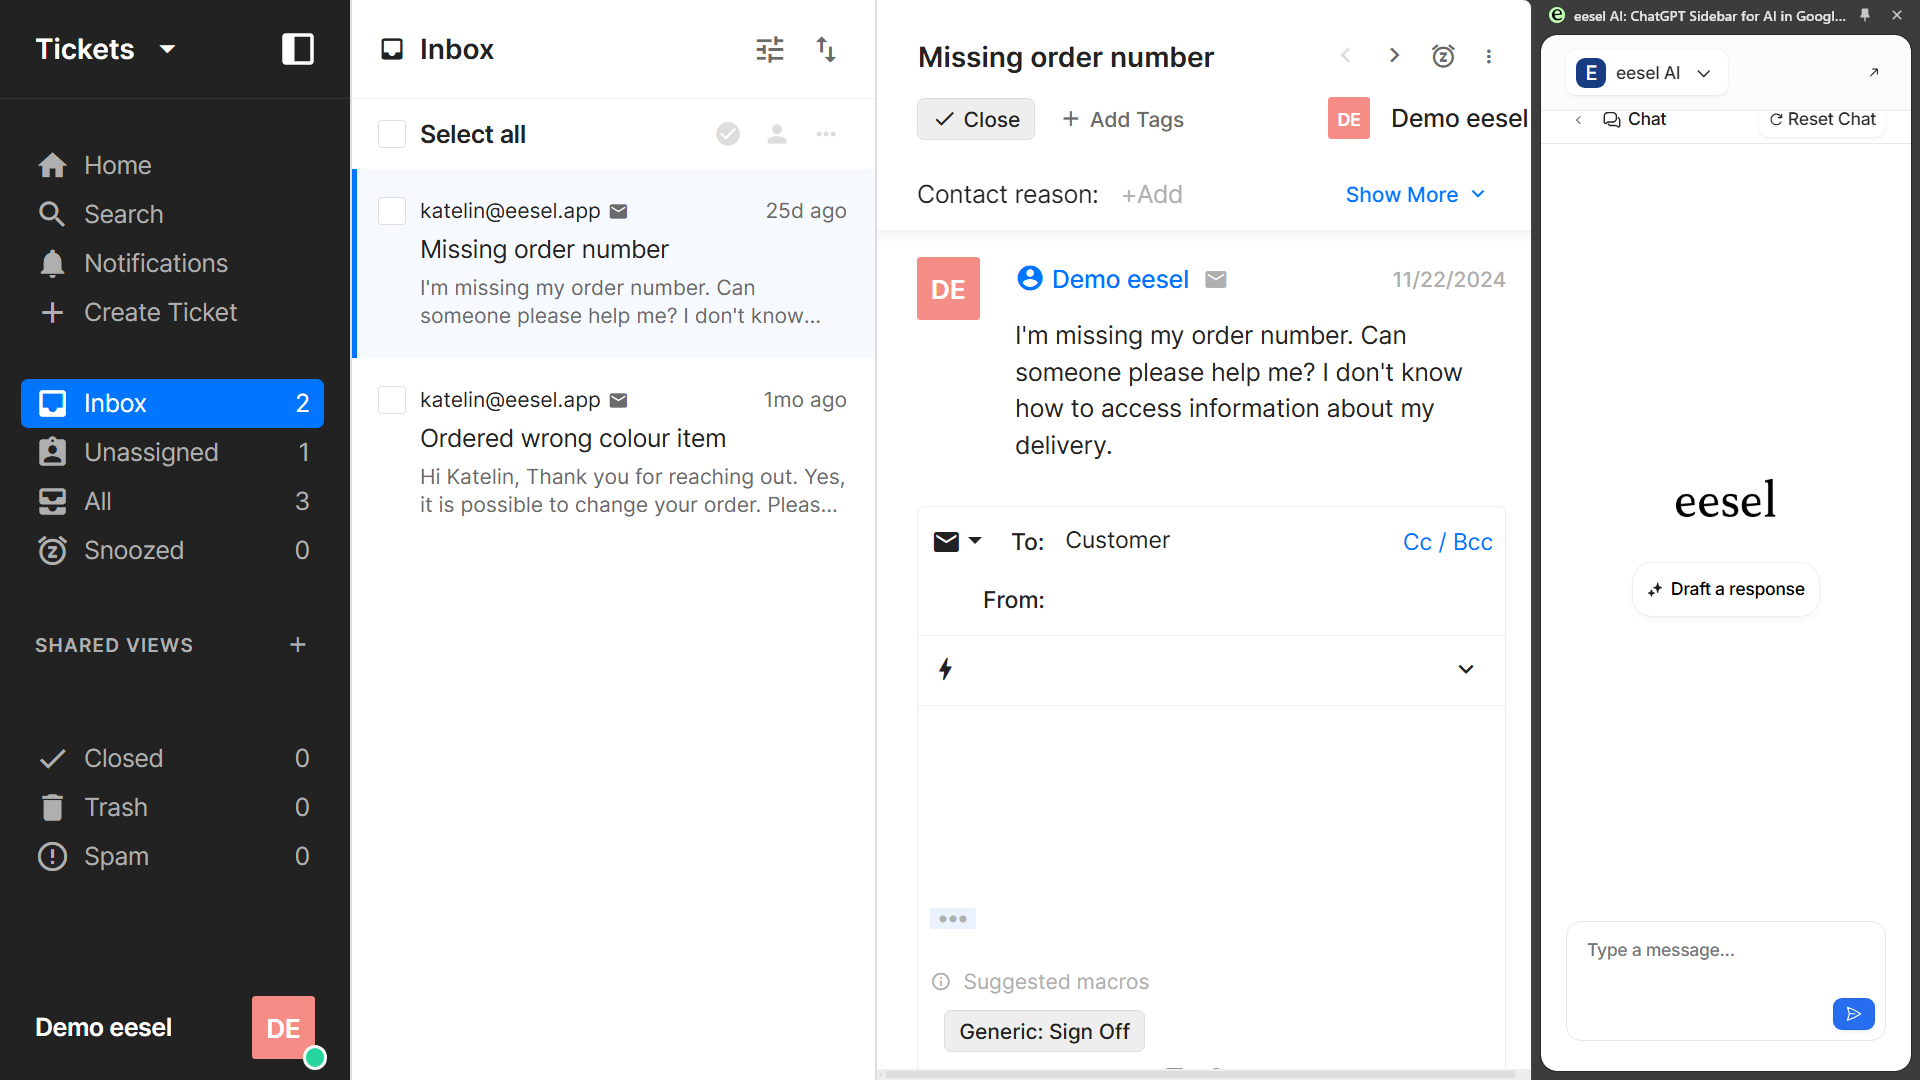 Tickets
Home
Search
Notifications
Create Ticket
Inbox 2
Unassigned 1
All 3
Snoozed 0
SHARED VIEWS
Closed 0
Trash 0
Spam 0
Demo eesel
DE
Inbox
Select all
katelin@eesel.app 25d ago
Missing order number
I'm missing my order number. Can
someone please help me? I don't know...
katelin@eesel.app 1mo ago
Ordered wrong colour item
Hi Katelin, Thank you for reaching out. Yes,
it is possible to change your order. Pleas...
Missing order number
Close
Add Tags
DE
Demo eesel
Contact reason: +Add
Show More
DE
Demo eesel
11/22/2024
I'm missing my order number. Can
someone please help me? I don't know
how to access information about my
delivery.
To: Customer
Cc / Bcc
From:
Suggested macros
Generic: Sign Off
eesel AI: ChatGPT Sidebar for AI in Googl...
E eesel AI
Chat
Reset Chat
eesel
Draft a response
Type a message...